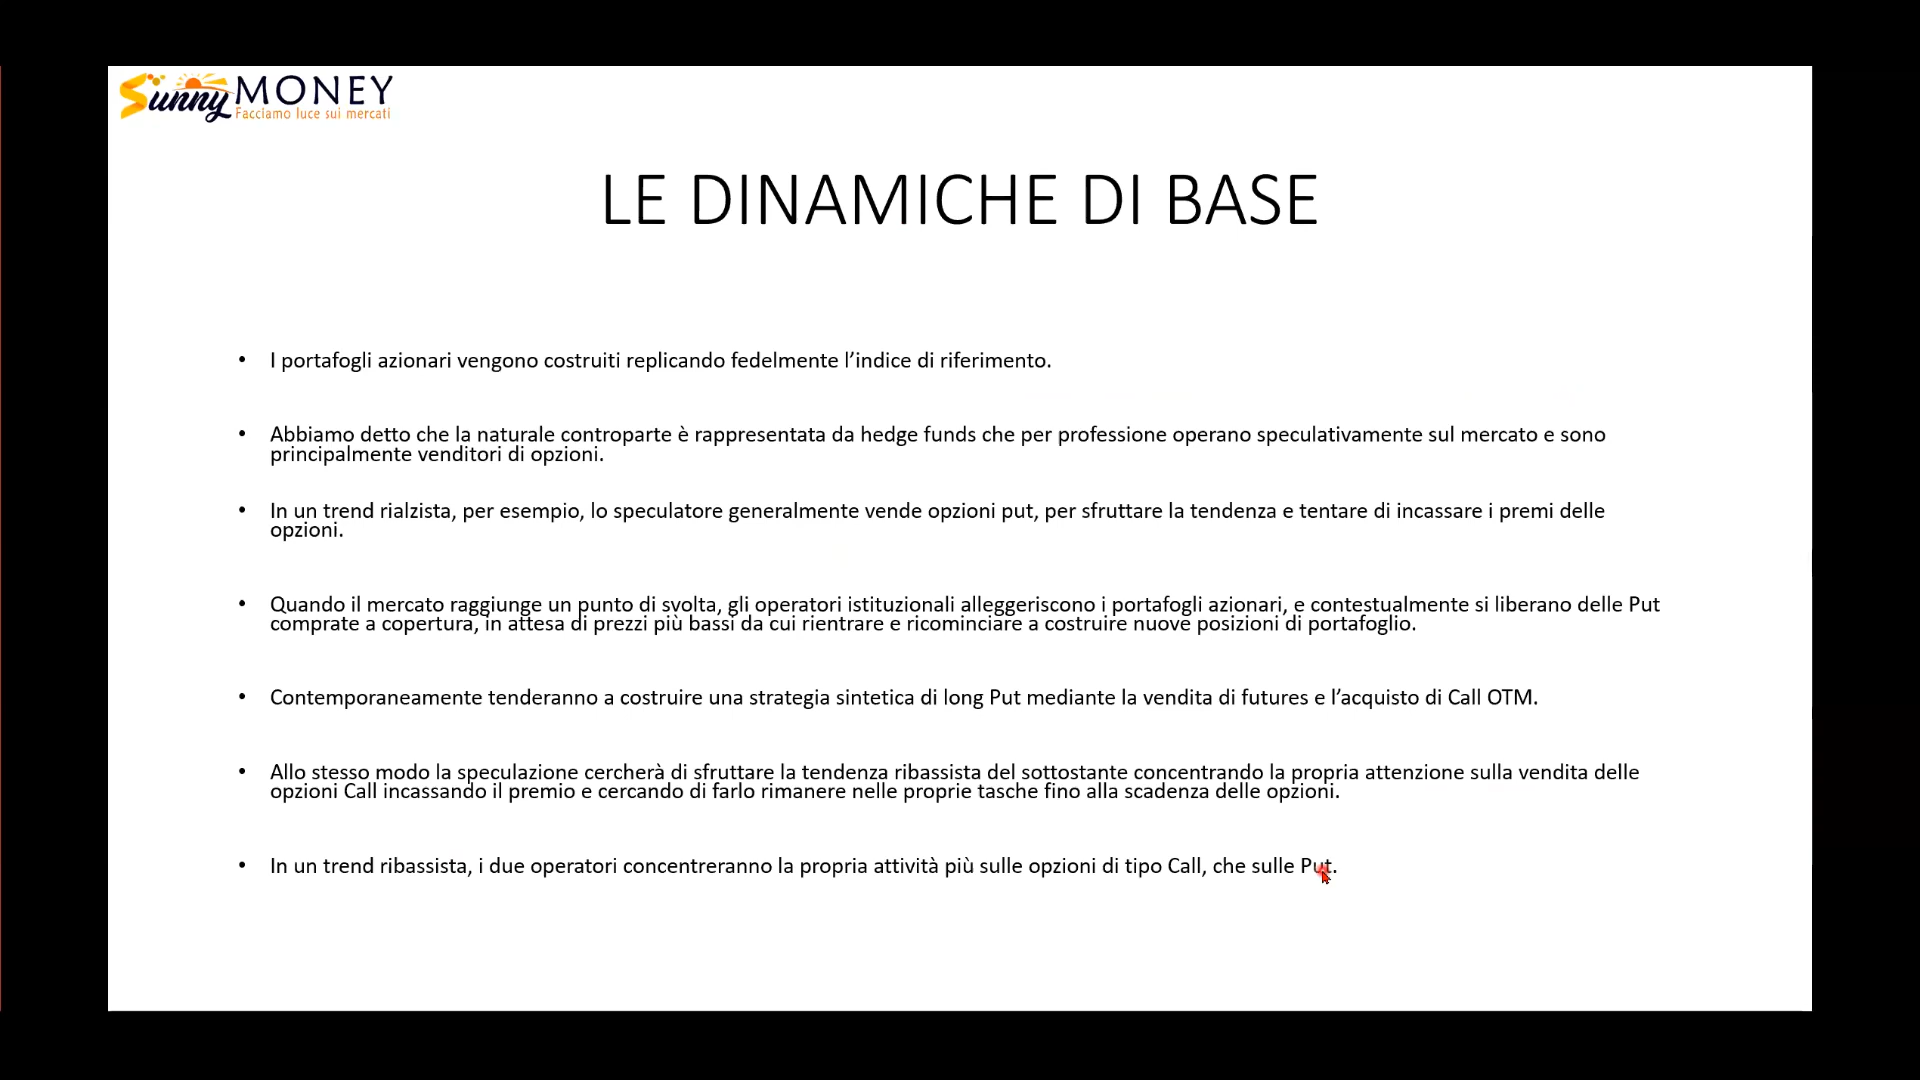 Sunny MONEY
Facciamo luce sui mercati
LE DINAMICHE DI BASE
• I portafogli azionari vengono costruiti replicando fedelmente l’indice di riferimento.
• Abbiamo detto che la naturale controparte è rappresentata da hedge funds che per professione operano speculativamente sul mercato e sono
principalmente venditori di opzioni.
• In un trend rialzista, per esempio, lo speculatore generalmente vende opzioni put, per sfruttare la tendenza e tentare di incassare i premi delle
opzioni.
• Quando il mercato raggiunge un punto di svolta, gli operatori istituzionali alleggeriscono i portafogli azionari, e contestualmente si liberano delle Put
comprate a copertura, in attesa di prezzi più bassi da cui rientrare e ricominciare a costruire nuove posizioni di portafoglio.
• Contemporaneamente tenderanno a costruire una strategia sintetica di long Put mediante la vendita di futures e l’acquisto di Call OTM.
• Allo stesso modo la speculazione cercherà di sfruttare la tendenza ribassista del sottostante concentrando la propria attenzione sulla vendita delle
opzioni Call incassando il premio e cercando di farlo rimanere nelle proprie tasche fino alla scadenza delle opzioni.
• In un trend ribassista, i due operatori concentreranno la propria attività più sulle opzioni di tipo Call, che sulle Put.